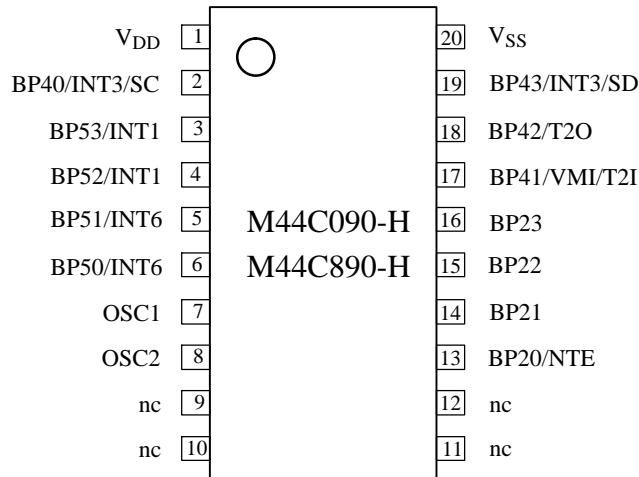 VDD 1 20 VSS
BP40/INT3/SC 2 19 BP43/INT3/SD
BP53/INT1 3 18 BP42/T2O
BP52/INT1 4 17 BP41/VMI/T2I
BP51/INT6 5 M44C090-H 16 BP23
BP50/INT6 6 M44C890-H 15 BP22
OSC1 7 14 BP21
OSC2 8 13 BP20/NTE
nc 9 12 nc
nc 10 11 nc